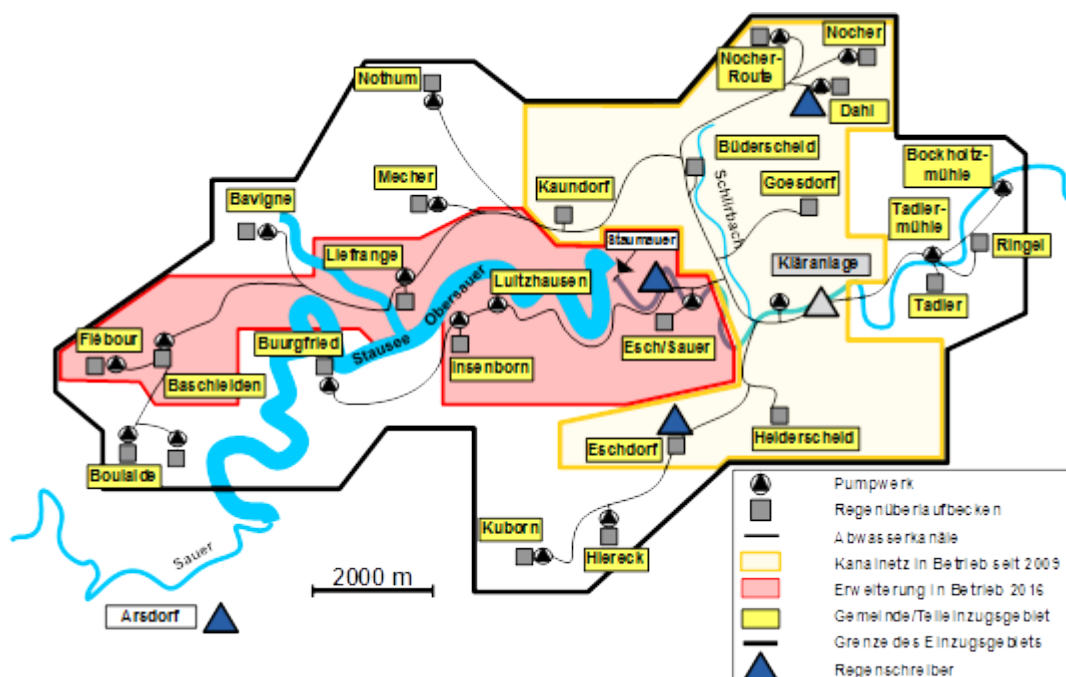 Nocher-
Route
Nocher
Nothum
Dahl
Büderscheid
Bockholtz-
mühle
Mecher
Kaundorf
Goesdorf
Schlirbach
Bavigne
Tadler-
mühle
Staumauer
Ringel
Liefrange
Kläranlage
Luitzhausen
Obersauer
Tadler
Fiebour
Buurgfried
Stausee
Esch/Sauer
Insenborn
Baschleiden
Heiderscheid
Eschdorf
Boulaide
Kuborn
Hiereck
Sauer
2000 m
Arsdorf
Pumpwerk
Regenüberlaufbecken
Abwasserkanäle
Kanalnetz in Betrieb seit 2009
Erweiterung in Betrieb 2016
Gemeinde/Teileinzugsgebiet
Grenze des Einzugsgebiets
Regenschreiber